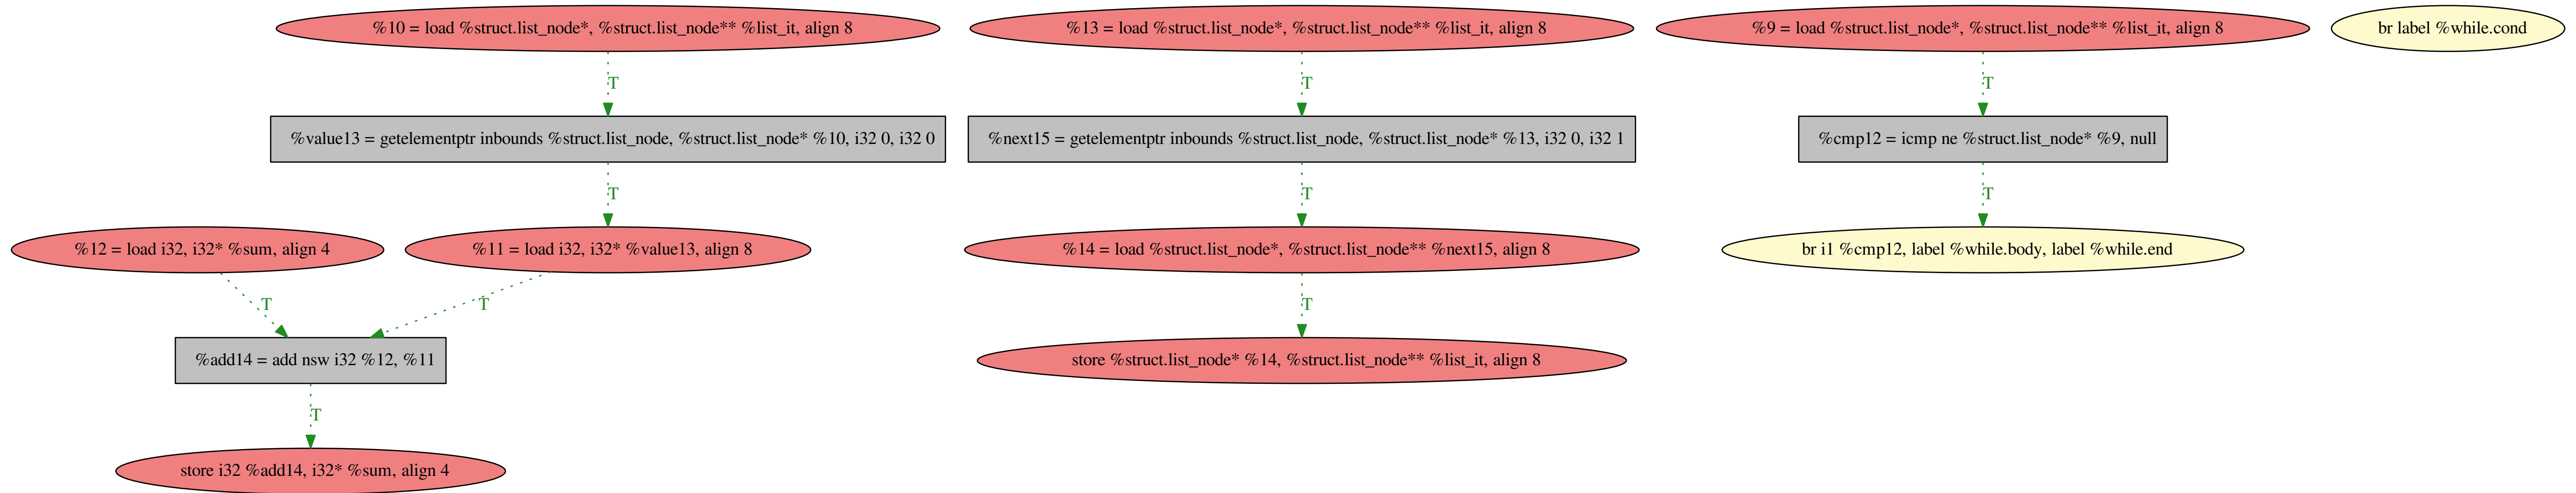 %10 = load %struct.list_node*, %struct.list_node** %list_it, align 8
%13 = load %struct.list_node*, %struct.list_node** %list_it, align 8
%9 = load %struct.list_node*, %struct.list_node** %list_it, align 8
br label %while.cond
T
T
T
%value13 = getelementptr inbounds %struct.list_node, %struct.list_node* %10, i32 0, i32 0
%next15 = getelementptr inbounds %struct.list_node, %struct.list_node* %13, i32 0, i32 1
%cmp12 = icmp ne %struct.list_node* %9, null
T
T
T
%12 = load i32, i32* %sum, align 4
%11 = load i32, i32* %value13, align 8
%14 = load %struct.list_node*, %struct.list_node** %next15, align 8
br i1 %cmp12, label %while.body, label %while.end
T
T
T
%add14 = add nsw i32 %12, %11
store %struct.list_node* %14, %struct.list_node** %list_it, align 8
T
store i32 %add14, i32* %sum, align 4